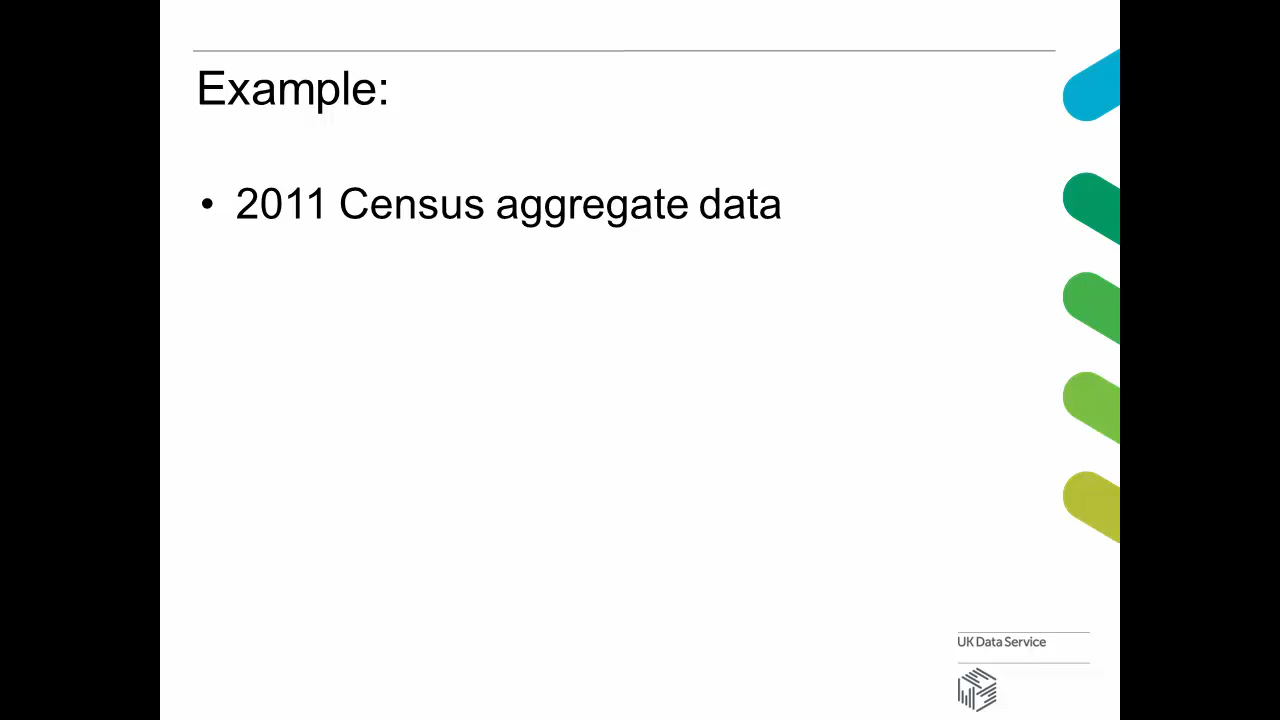 Example:
• 2011 Census aggregate data
UK Data Service